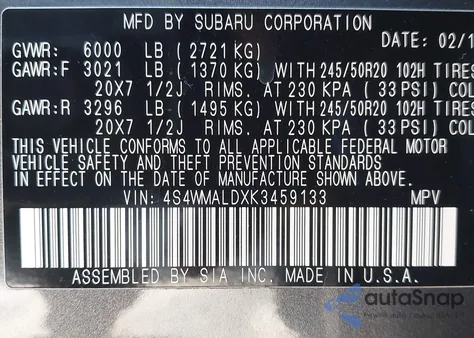 MFD BY SUBARU CORPORATION
DATE: 02/1
GVWR: 6000 LB (2721 KG)
GAWR:F 3021 LB (1370 KG) WITH 245/50R20 102H TIRES
20X7 1/2J RIMS. AT 230 KPA (33 PSI) COL
GAWR:R 3296 LB (1495 KG) WITH 245/50R20 102H TIRES
20X7 1/2J RIMS. AT 230 KPA (33 PSI) COL
THIS VEHICLE CONFORMS TO ALL APPLICABLE FEDERAL MOTOR
VEHICLE SAFETY AND THEFT PREVENTION STANDARDS
IN EFFECT ON THE DATE OF MANUFACTURE SHOWN
ABOVE.
VIN: 4S4WMALDXK3459133 MPV
ASSEMBLED BY SIA INC. MADE IN U.S.A.
autoSnap